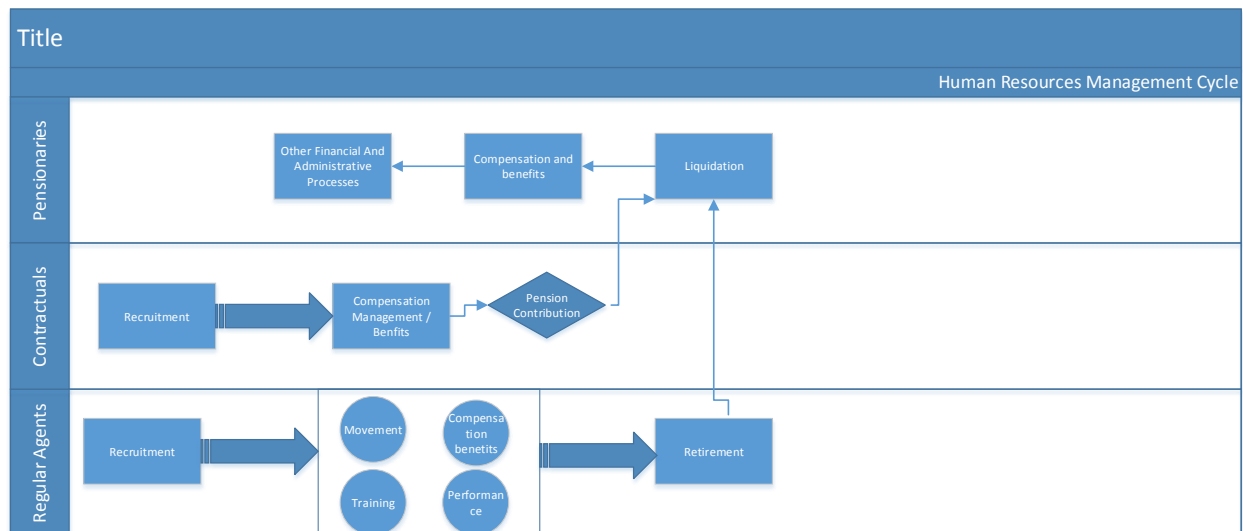 Title
Human Resources Management Cycle
Pensionaries
Other Financial And
Administrative
Processes
Compensation and
benefits
Liquidation
Contractuals
Recruitment
Compensation
Management /
Benfits
Pension
Contribution
Regular Agents
Recruitment
Movement
Compensa
tion
benetits
Training
Performan
ce
Retirement